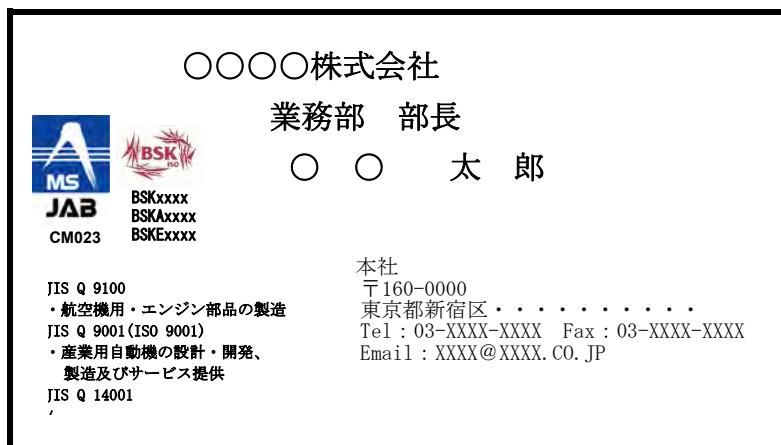 〇〇〇〇株式会社
業務部　部長
〇　〇　　太　郎
MS
JAB
CM023
BSK
ISO
BSKxxxx
BSKAxxxx
BSKExxxx
JIS Q 9100
・航空機用・エンジン部品の製造
JIS Q 9001(ISO 9001)
・産業用自動機の設計・開発、
製造及びサービス提供
JIS Q 14001
本社
〒160-0000
東京都新宿区・・・・・・・・・・
Tel：03-XXXX-XXXX　Fax：03-XXXX-XXXX
Email：XXXX＠XXXX.CO.JP